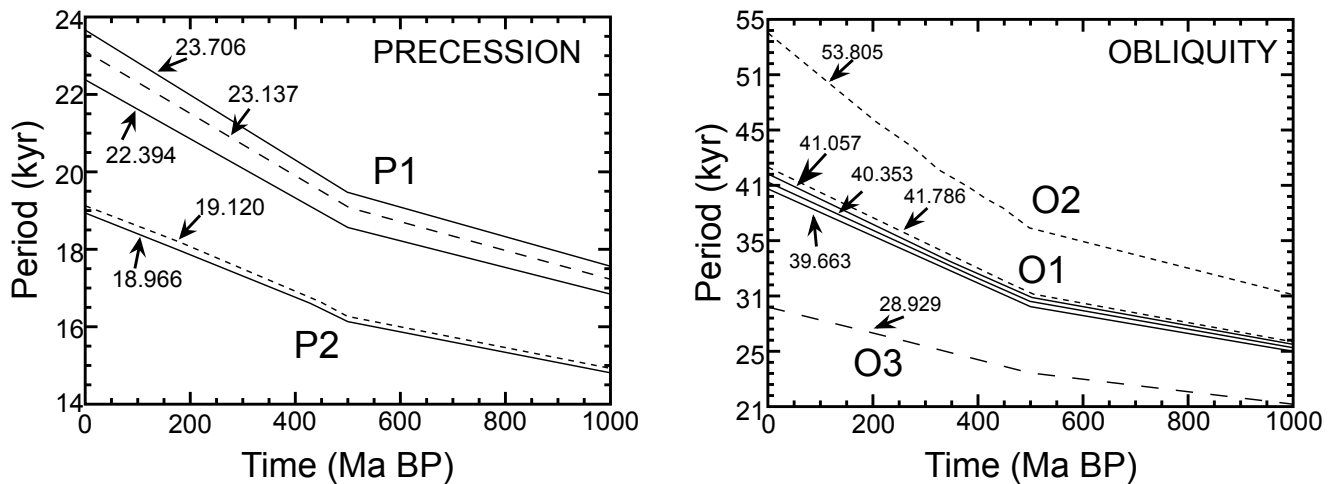 24
22
20
18
16
14
Period (kyr)
PRECESSION
23.706
23.137
22.394
P1
19.120
18.966
P2
0 200 400 600 800 1000
Time (Ma BP)
55
51
45
41
35
31
25
21
Period (kyr)
OBLIQUITY
53.805
41.057
40.353
41.786
O2
39.663
O1
28.929
O3
0 200 400 600 800 1000
Time (Ma BP)